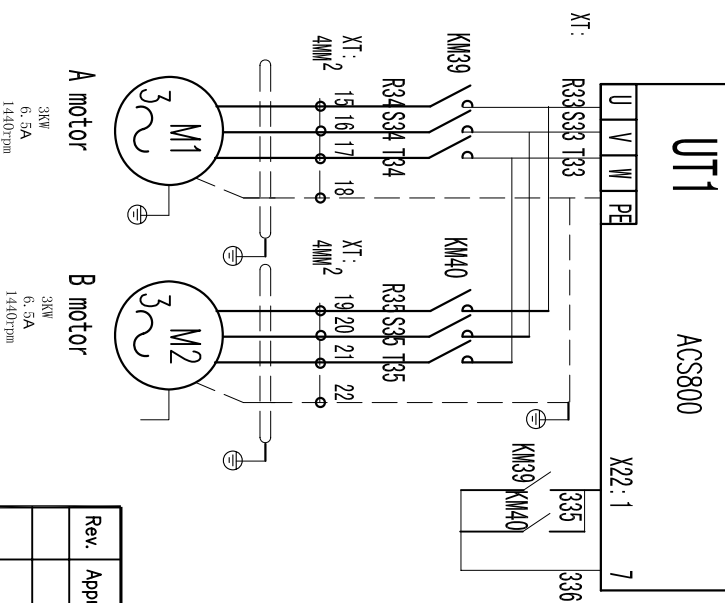 UT1
ACS800
U V W PE
X22: 1
7
XT:
R33 S33 T33
335
336
KM39
KM40
KM39
KM40
R34 S34 T34
R35 S35 T35
XT:
4MM2
15 16 17 18
XT:
4MM2
19 20 21 22
M1
3
M2
3
A motor
3KW
6.5A
1440rpm
B motor
3KW
6.5A
1440rpm
Rev.